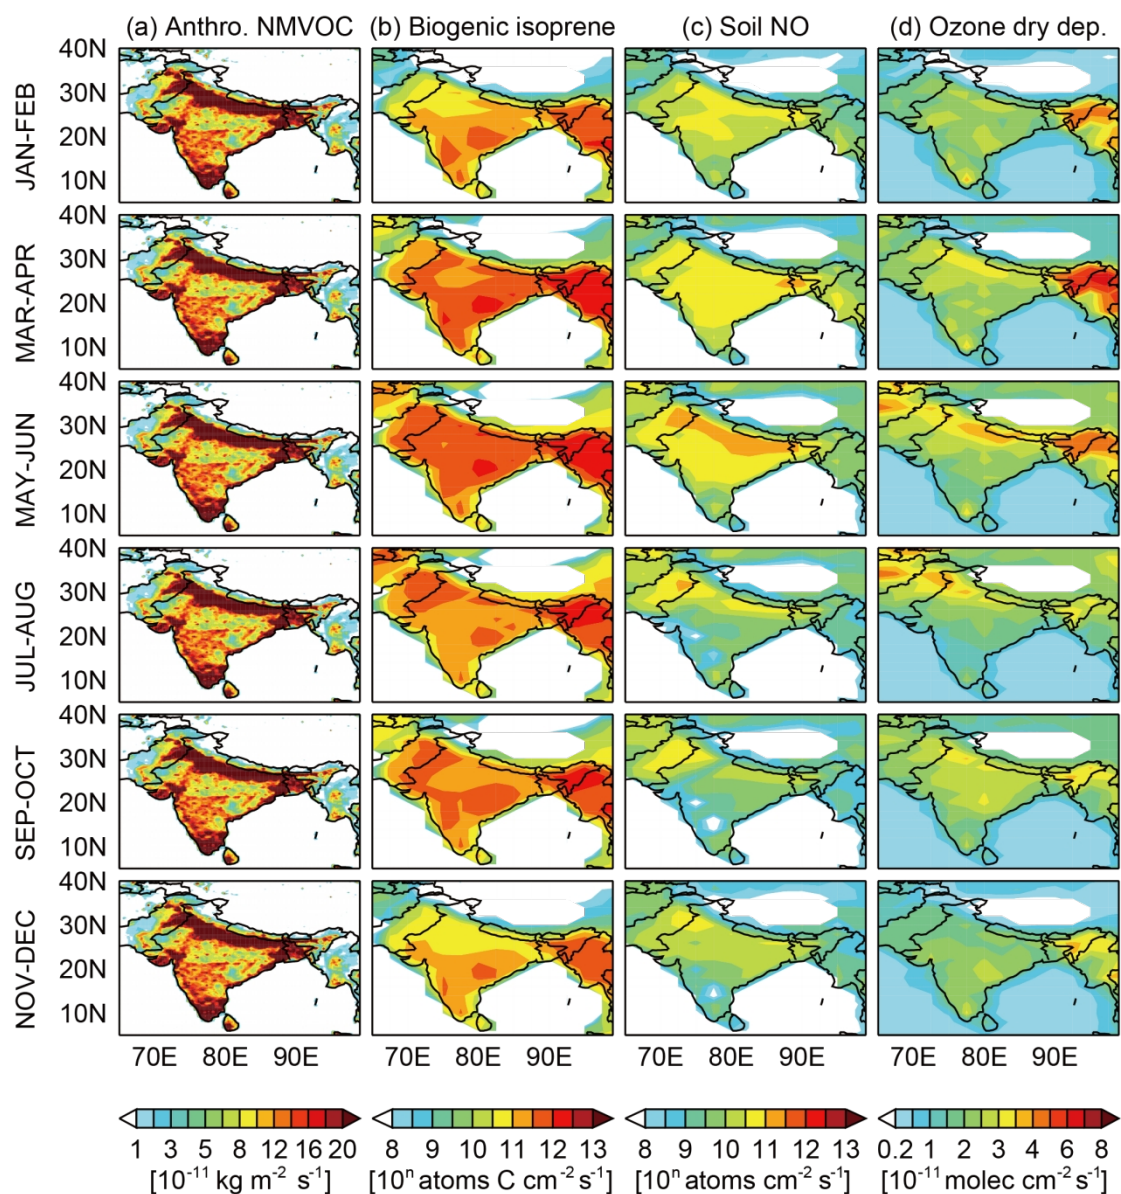 (a) Anthro. NMVOC (b) Biogenic isoprene (c) Soil NO (d) Ozone dry dep.
JAN-FEB
40N
30N
20N
10N
MAR-APR
40N
30N
20N
10N
MAY-JUN
40N
30N
20N
10N
JUL-AUG
40N
30N
20N
10N
SEP-OCT
40N
30N
20N
10N
NOV-DEC
40N
30N
20N
10N
70E 80E 90E 70E 80E 90E 70E 80E 90E 70E 80E 90E
1 3 5 8 12 16 20 8 9 10 11 12 13 8 9 10 11 12 13 0.2 1 2 3 4 6 8
[10⁻¹¹ kg m⁻² s⁻¹] [10ⁿ atoms C cm⁻² s⁻¹] [10ⁿ atoms cm⁻² s⁻¹] [10⁻¹¹ molec cm⁻² s⁻¹]